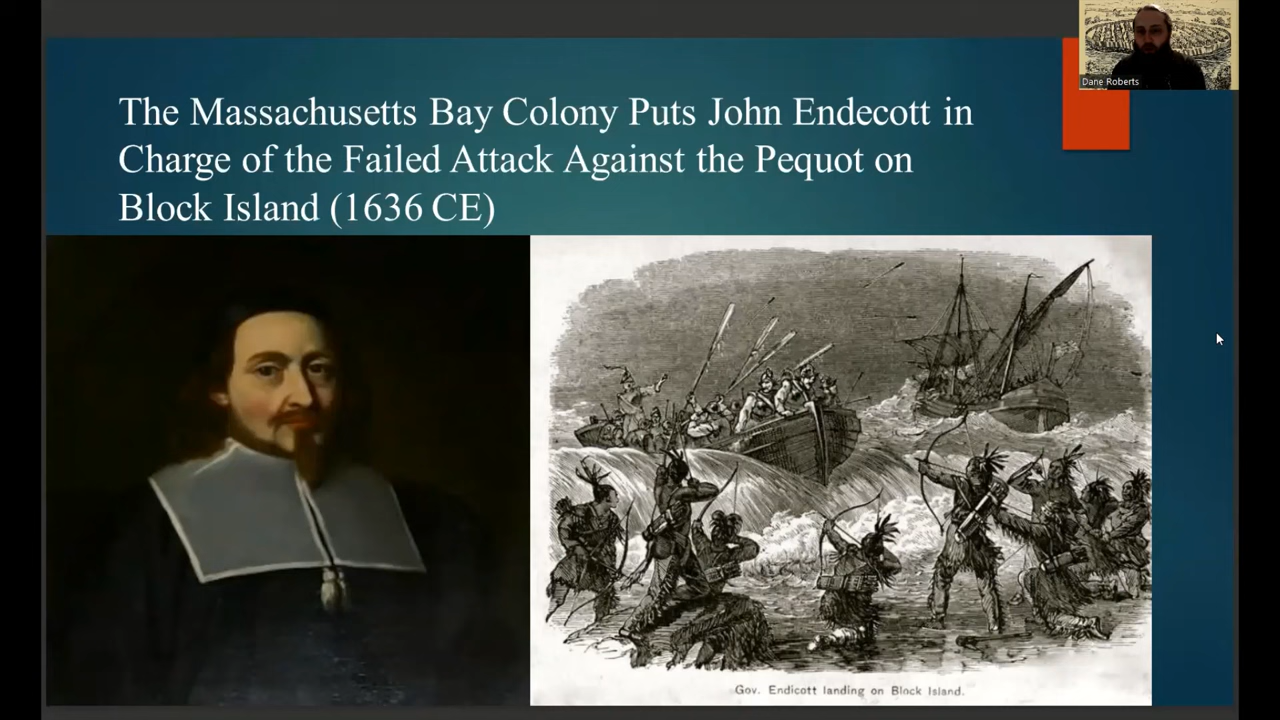 The Massachusetts Bay Colony Puts John Endecott in
Charge of the Failed Attack Against the Pequot on
Block Island (1636 CE)
Dane Roberts
Gov. Endicott landing on Block Island.